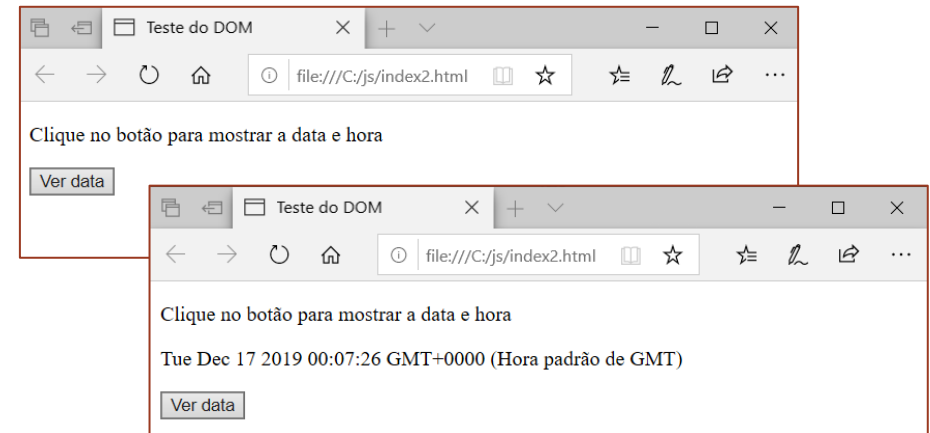 Teste do DOM
file:///C:/js/index2.html
Clique no botão para mostrar a data e hora
Ver data
Teste do DOM
file:///C:/js/index2.html
Clique no botão para mostrar a data e hora
Tue Dec 17 2019 00:07:26 GMT+0000 (Hora padrão de GMT)
Ver data